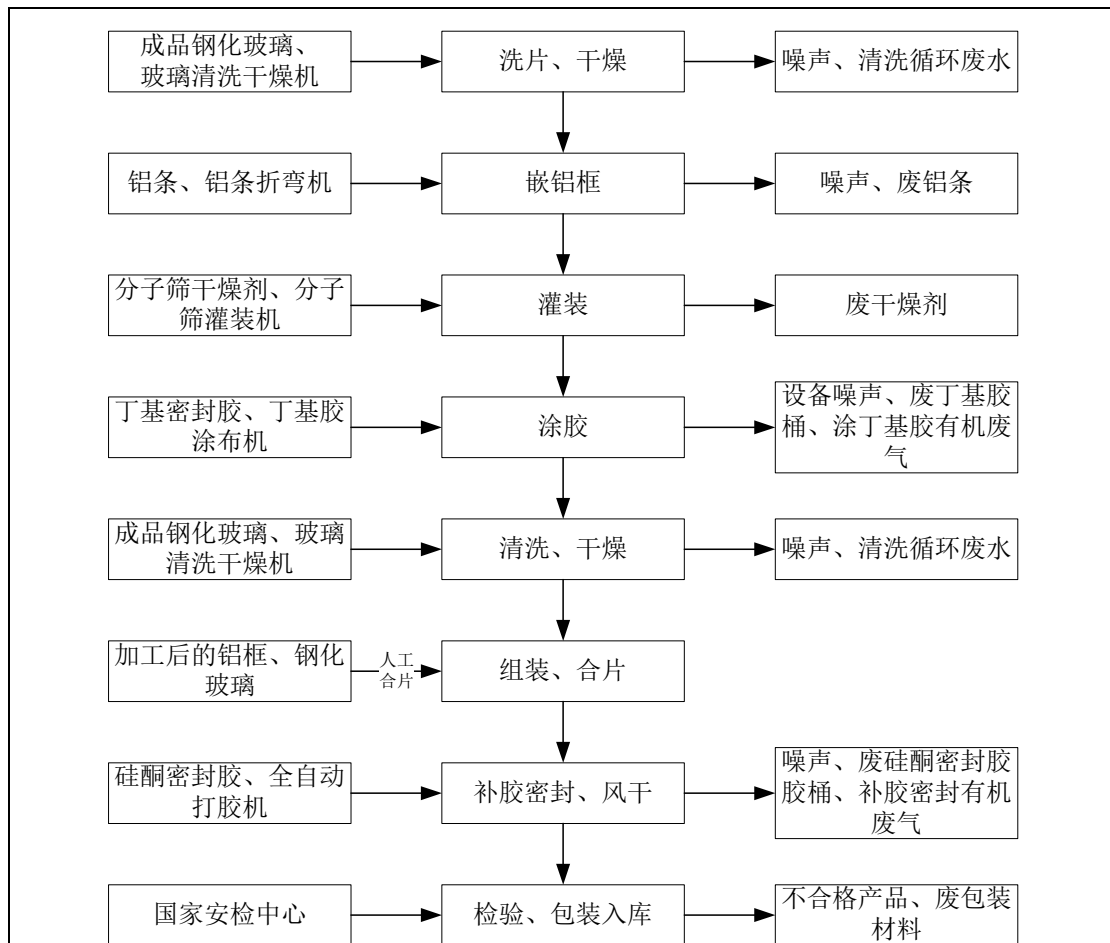 成品钢化玻璃、
玻璃清洗干燥机
洗片、干燥
噪声、清洗循环废水
铝条、铝条折弯机
嵌铝框
噪声、废铝条
分子筛干燥剂、分子
筛灌装机
灌装
废干燥剂
丁基密封胶、丁基胶
涂布机
涂胶
设备噪声、废丁基胶
桶、涂丁基胶有机废
气
成品钢化玻璃、玻璃
清洗干燥机
清洗、干燥
噪声、清洗循环废水
加工后的铝框、钢化
玻璃
人工
合片
组装、合片
硅酮密封胶、全自动
打胶机
补胶密封、风干
噪声、废硅酮密封胶
胶桶、补胶密封有机
废气
国家安检中心
检验、包装入库
不合格产品、废包装
材料